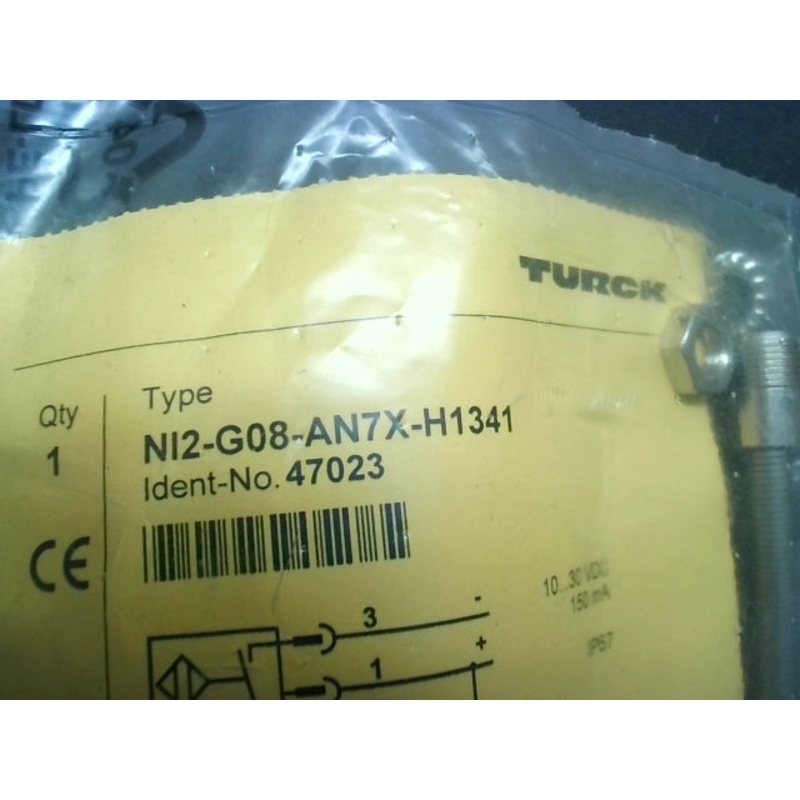 TURCK
Qty
1
Type
NI2-G08-AN7X-H1341
Ident-No. 47023
CE
10...30 VDC
150 mA
IP67
3
-
+
1